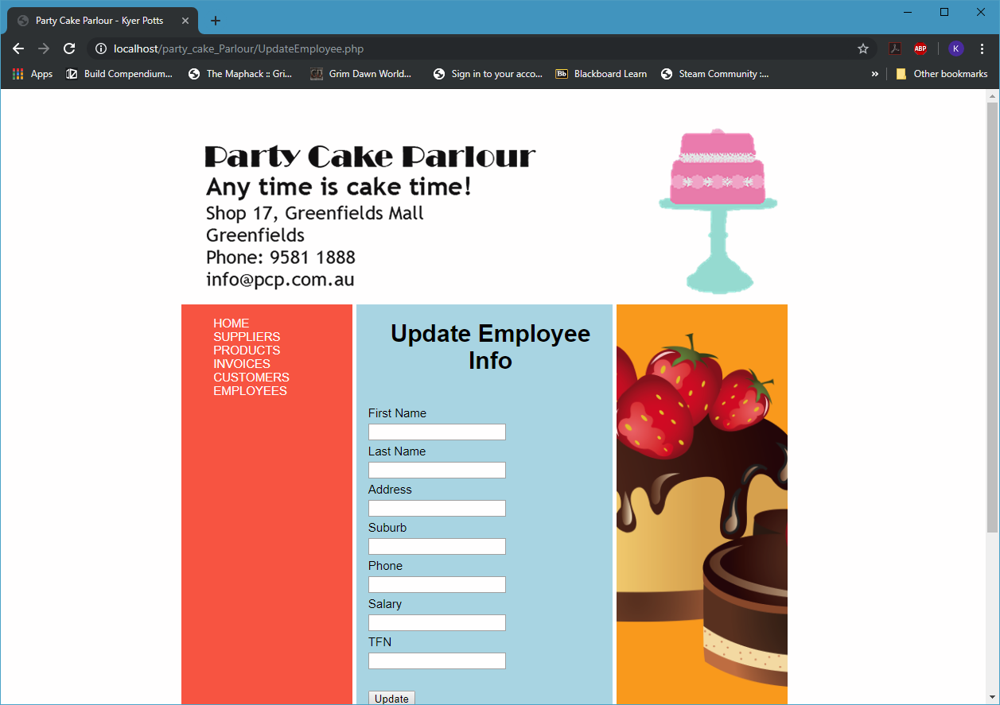 Party Cake Parlour - Kyer Potts
localhost/party_cake_Parlour/UpdateEmployee.php
ABP
K
Apps
Build Compendium...
The Maphack :: Gri...
Grim Dawn World...
Sign in to your acco...
Bb
Blackboard Learn
Steam Community :...
»
Other bookmarks
Party Cake Parlour
Any time is cake time!
Shop 17, Greenfields Mall
Greenfields
Phone: 9581 1888
info@pcp.com.au
HOME
SUPPLIERS
PRODUCTS
INVOICES
CUSTOMERS
EMPLOYEES
Update Employee
Info
First Name
Last Name
Address
Suburb
Phone
Salary
TFN
Update